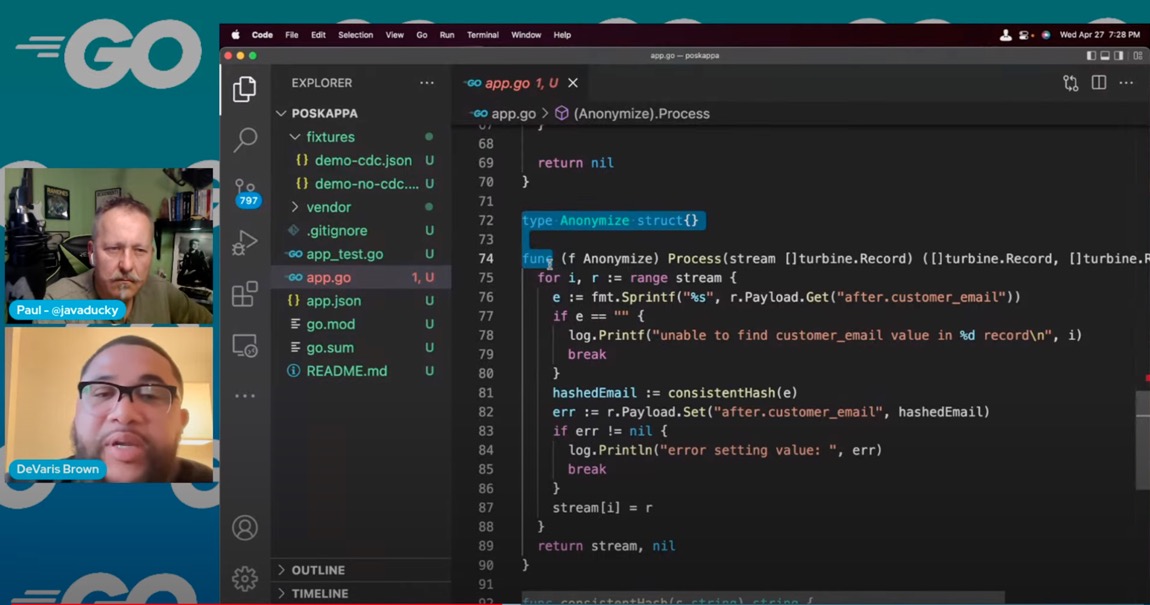 GO
Code File Edit Selection View Go Run Terminal Window Help
Wed Apr 27 7:28 PM
app.go — poskappa
EXPLORER
POSKAPPA
fixtures
{} demo-cdc.json U
{} demo-no-cdc.... U
vendor
.gitignore U
app_test.go U
app.go 1, U
{} app.json U
go.mod U
go.sum U
README.md U
OUTLINE
TIMELINE
797
app.go 1, U
app.go > (Anonymize).Process
67 }
68
69 return nil
70 }
71
72 type Anonymize struct{}
73
74 func (f Anonymize) Process(stream []turbine.Record) ([]turbine.Record, []turbine.R
75 for i, r := range stream {
76 e := fmt.Sprintf("%s", r.Payload.Get("after.customer_email"))
77 if e == "" {
78 log.Printf("unable to find customer_email value in %d record\n", i)
79 break
80 }
81 hashedEmail := consistentHash(e)
82 err := r.Payload.Set("after.customer_email", hashedEmail)
83 if err != nil {
84 log.Println("error setting value: ", err)
85 break
86 }
87 stream[i] = r
88 }
89 return stream, nil
90 }
91
92 func consistentHash(s string) string {
Paul - @javaducky
DeVaris Brown
GO